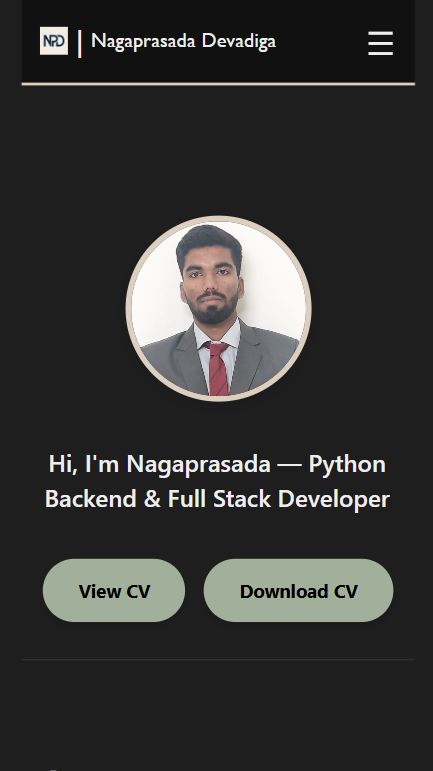 NPD | Nagaprasada Devadiga
Hi, I'm Nagaprasada — Python
Backend & Full Stack Developer
View CV
Download CV